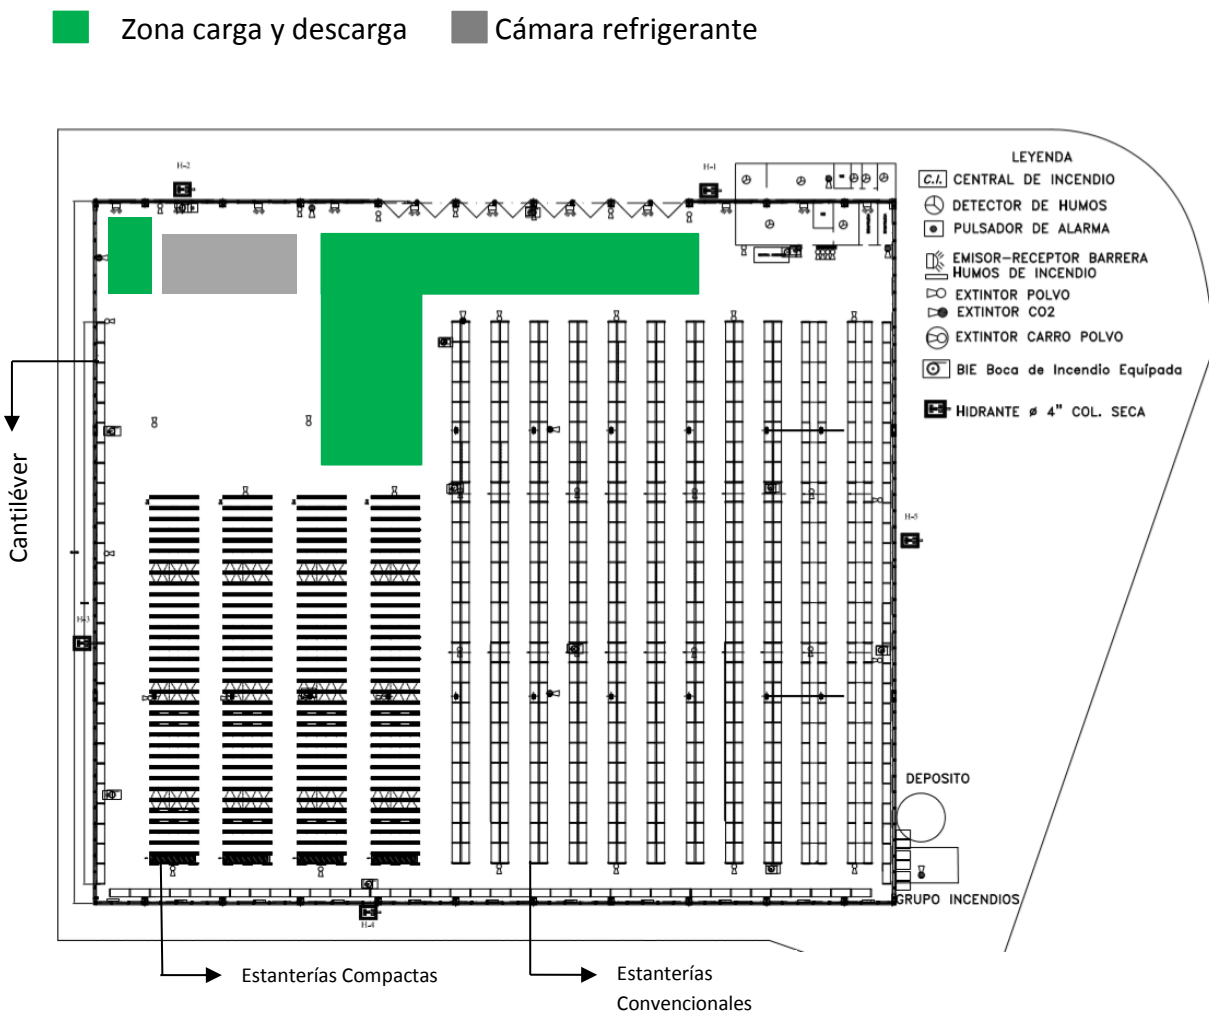 Zona carga y descarga
Cámara refrigerante
LEYENDA
C.I. CENTRAL DE INCENDIO
DETECTOR DE HUMOS
PULSADOR DE ALARMA
EMISOR-RECEPTOR BARRERA
HUMOS DE INCENDIO
EXTINTOR POLVO
EXTINTOR CO2
EXTINTOR CARRO POLVO
BIE Boca de Incendio Equipada
HIDRANTE ø 4" COL. SECA
H-2
H-1
Cantiléver
H-5
H-3
DEPOSITO
GRUPO INCENDIOS
H-4
Estanterías Compactas
Estanterías
Convencionales